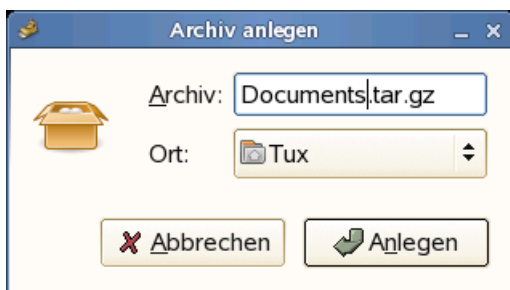 Archiv anlegen
Archiv: Documents.tar.gz
Ort: Tux
Abbrechen Anlegen